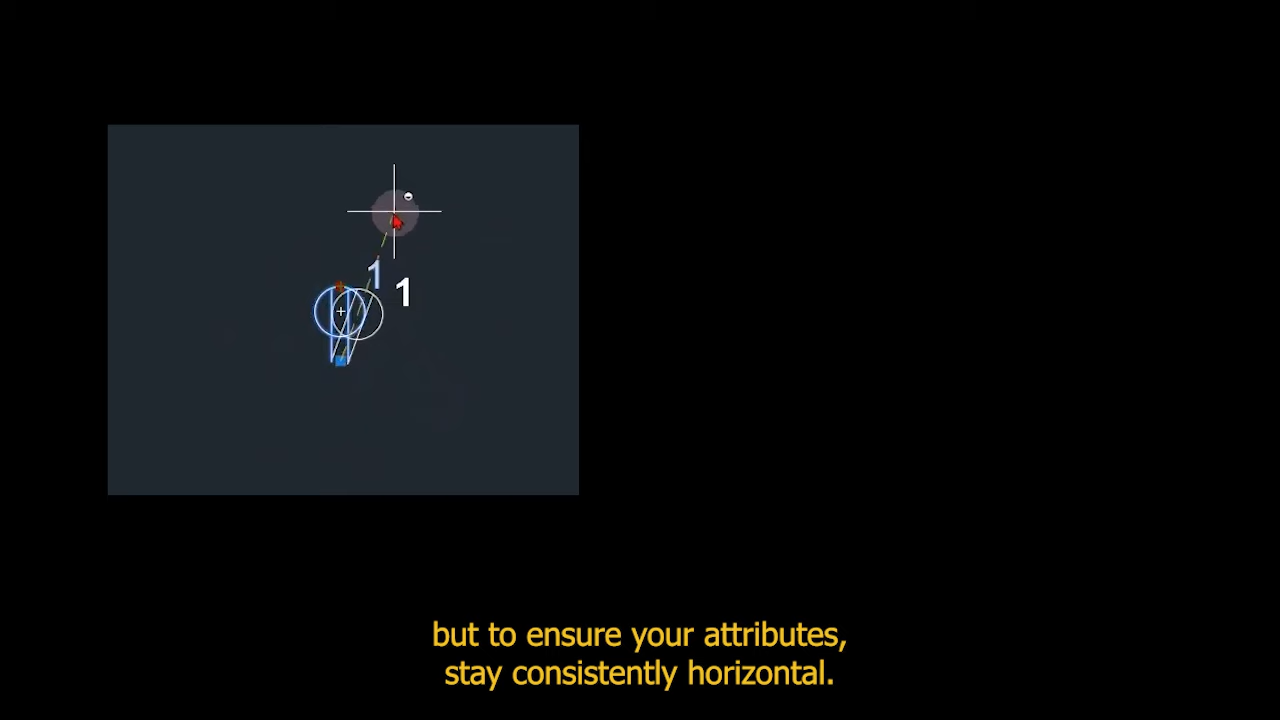 1
1
but to ensure your attributes,
stay consistently horizontal.